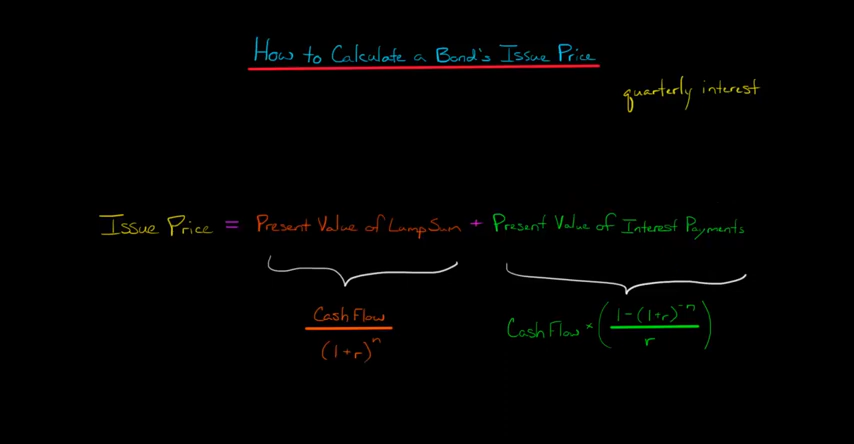 How to Calculate a Bond's Issue Price
quarterly interest
Issue Price = Present Value of Lump Sum + Present Value of Interest Payments
Cash Flow
(1+r)^n
Cash Flow * (1-(1+r)^-n / r)